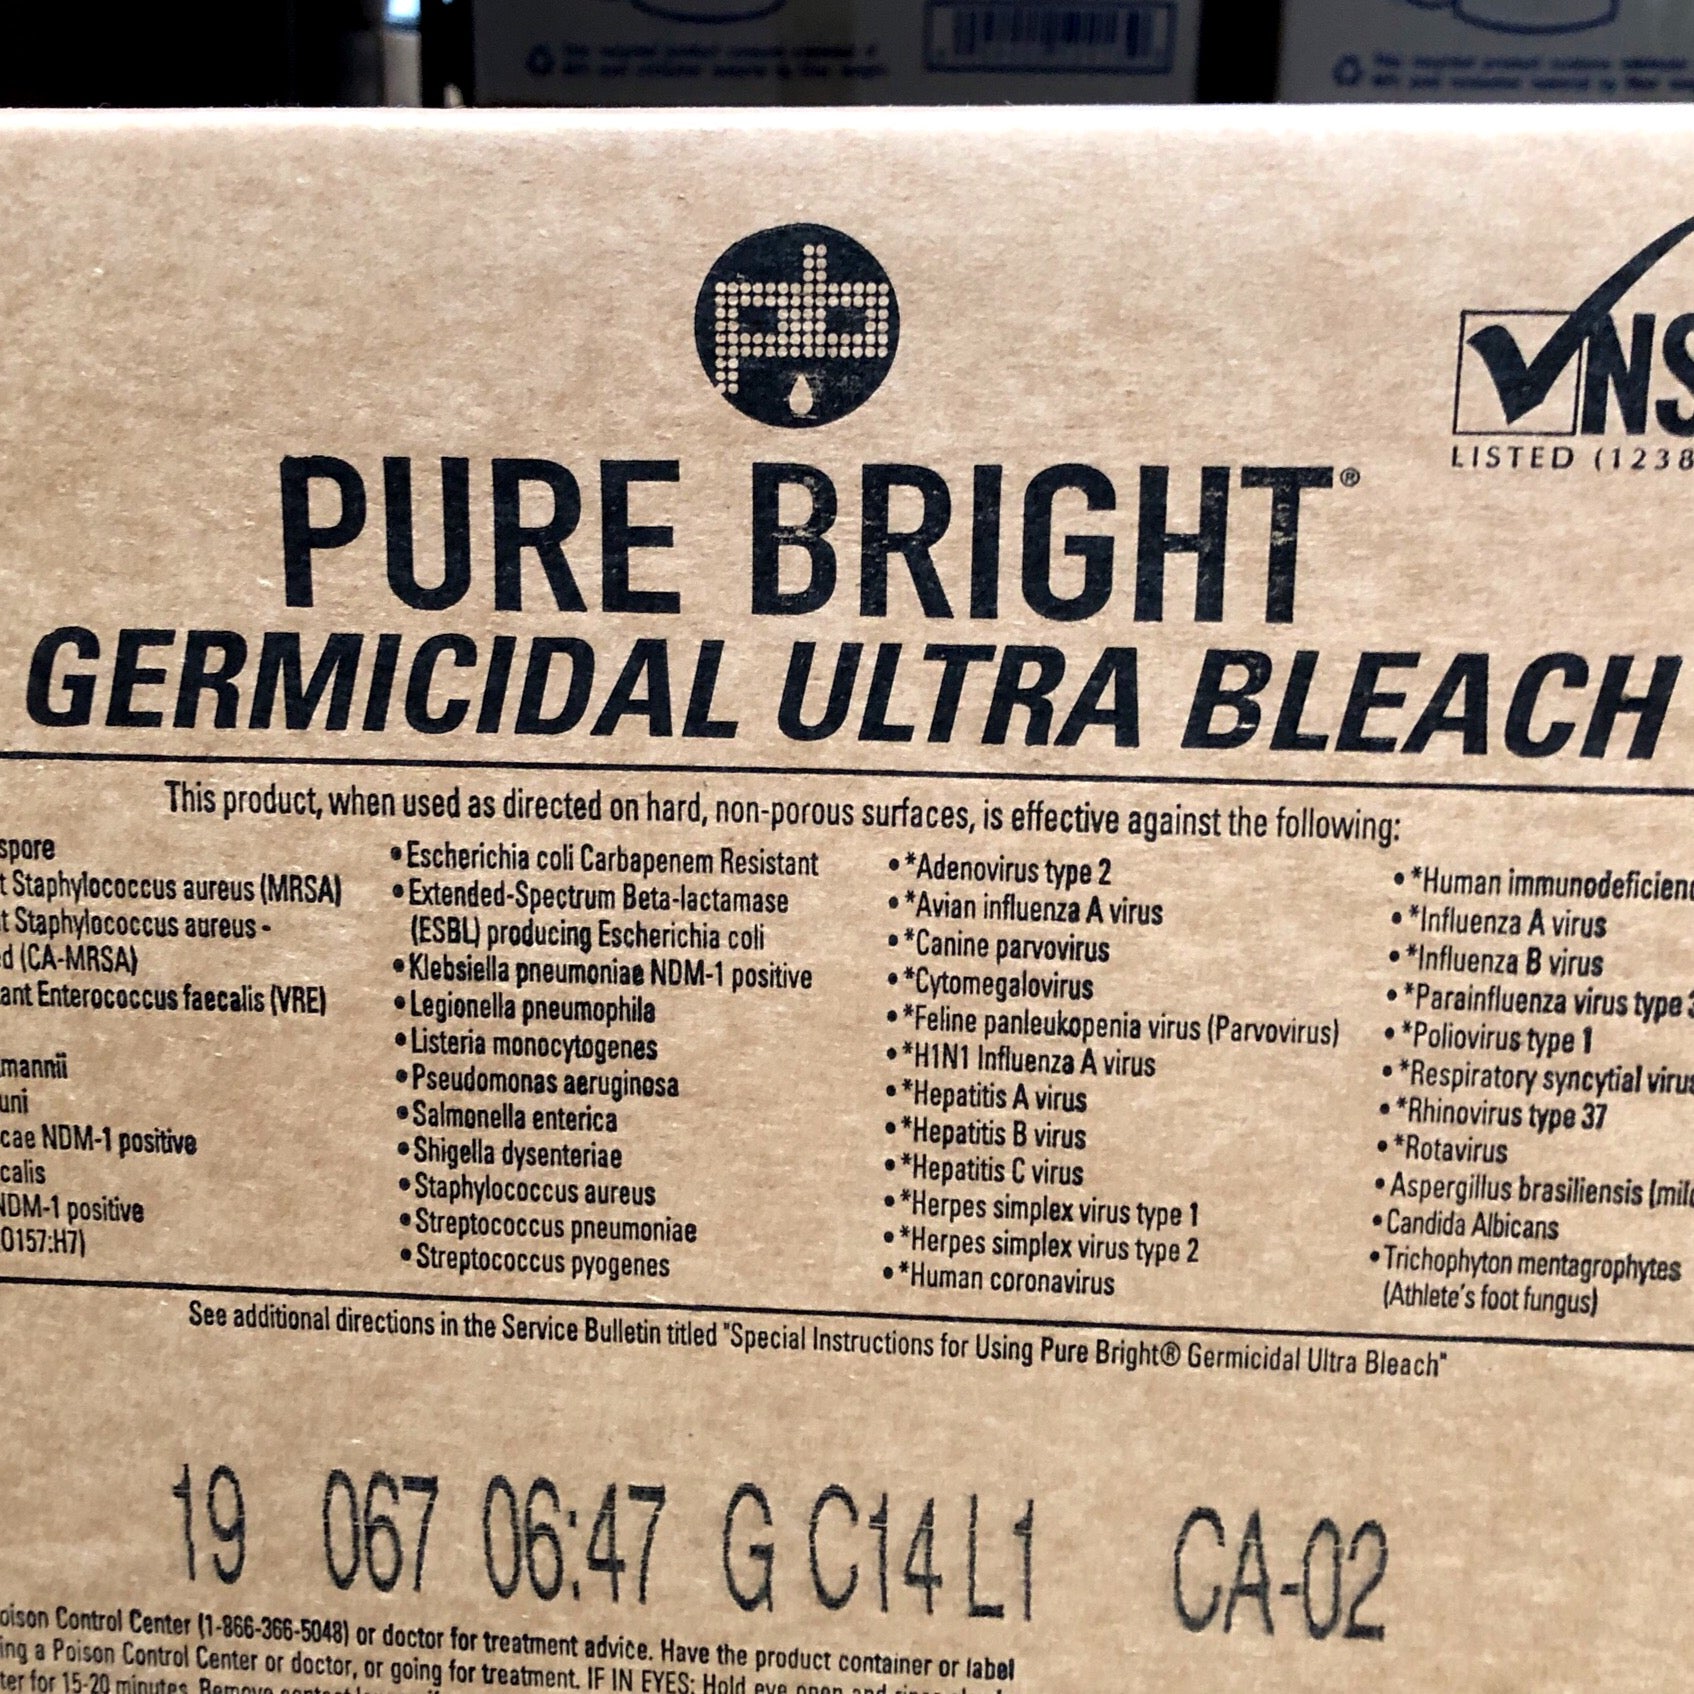 pb
NS
LISTED (1238
PURE BRIGHT®
GERMICIDAL ULTRA BLEACH
This product, when used as directed on hard, non-porous surfaces, is effective against the following:
spore
t Staphylococcus aureus (MRSA)
t Staphylococcus aureus -
d (CA-MRSA)
ant Enterococcus faecalis (VRE)
mannii
uni
cae NDM-1 positive
calis
NDM-1 positive
O157:H7)
• Escherichia coli Carbapenem Resistant
• Extended-Spectrum Beta-lactamase
(ESBL) producing Escherichia coli
• Klebsiella pneumoniae NDM-1 positive
• Legionella pneumophila
• Listeria monocytogenes
• Pseudomonas aeruginosa
• Salmonella enterica
• Shigella dysenteriae
• Staphylococcus aureus
• Streptococcus pneumoniae
• Streptococcus pyogenes
• *Adenovirus type 2
• *Avian influenza A virus
• *Canine parvovirus
• *Cytomegalovirus
• *Feline panleukopenia virus (Parvovirus)
• *H1N1 Influenza A virus
• *Hepatitis A virus
• *Hepatitis B virus
• *Hepatitis C virus
• *Herpes simplex virus type 1
• *Herpes simplex virus type 2
• *Human coronavirus
• *Human immunodeficien
• *Influenza A virus
• *Influenza B virus
• *Parainfluenza virus type 3
• *Poliovirus type 1
• *Respiratory syncytial virus
• *Rhinovirus type 37
• *Rotavirus
• Aspergillus brasiliensis (mil
• Candida Albicans
• Trichophyton mentagrophytes
(Athlete's foot fungus)
See additional directions in the Service Bulletin titled "Special Instructions for Using Pure Bright® Germicidal Ultra Bleach"
19 067 06:47 G C14 L1 CA-02
oison Control Center (1-866-366-5048) or doctor for treatment advice. Have the product container or label
ing a Poison Control Center or doctor, or going for treatment. IF IN EYES: Hold eye open and
ter for 15-20 minutes. Remove